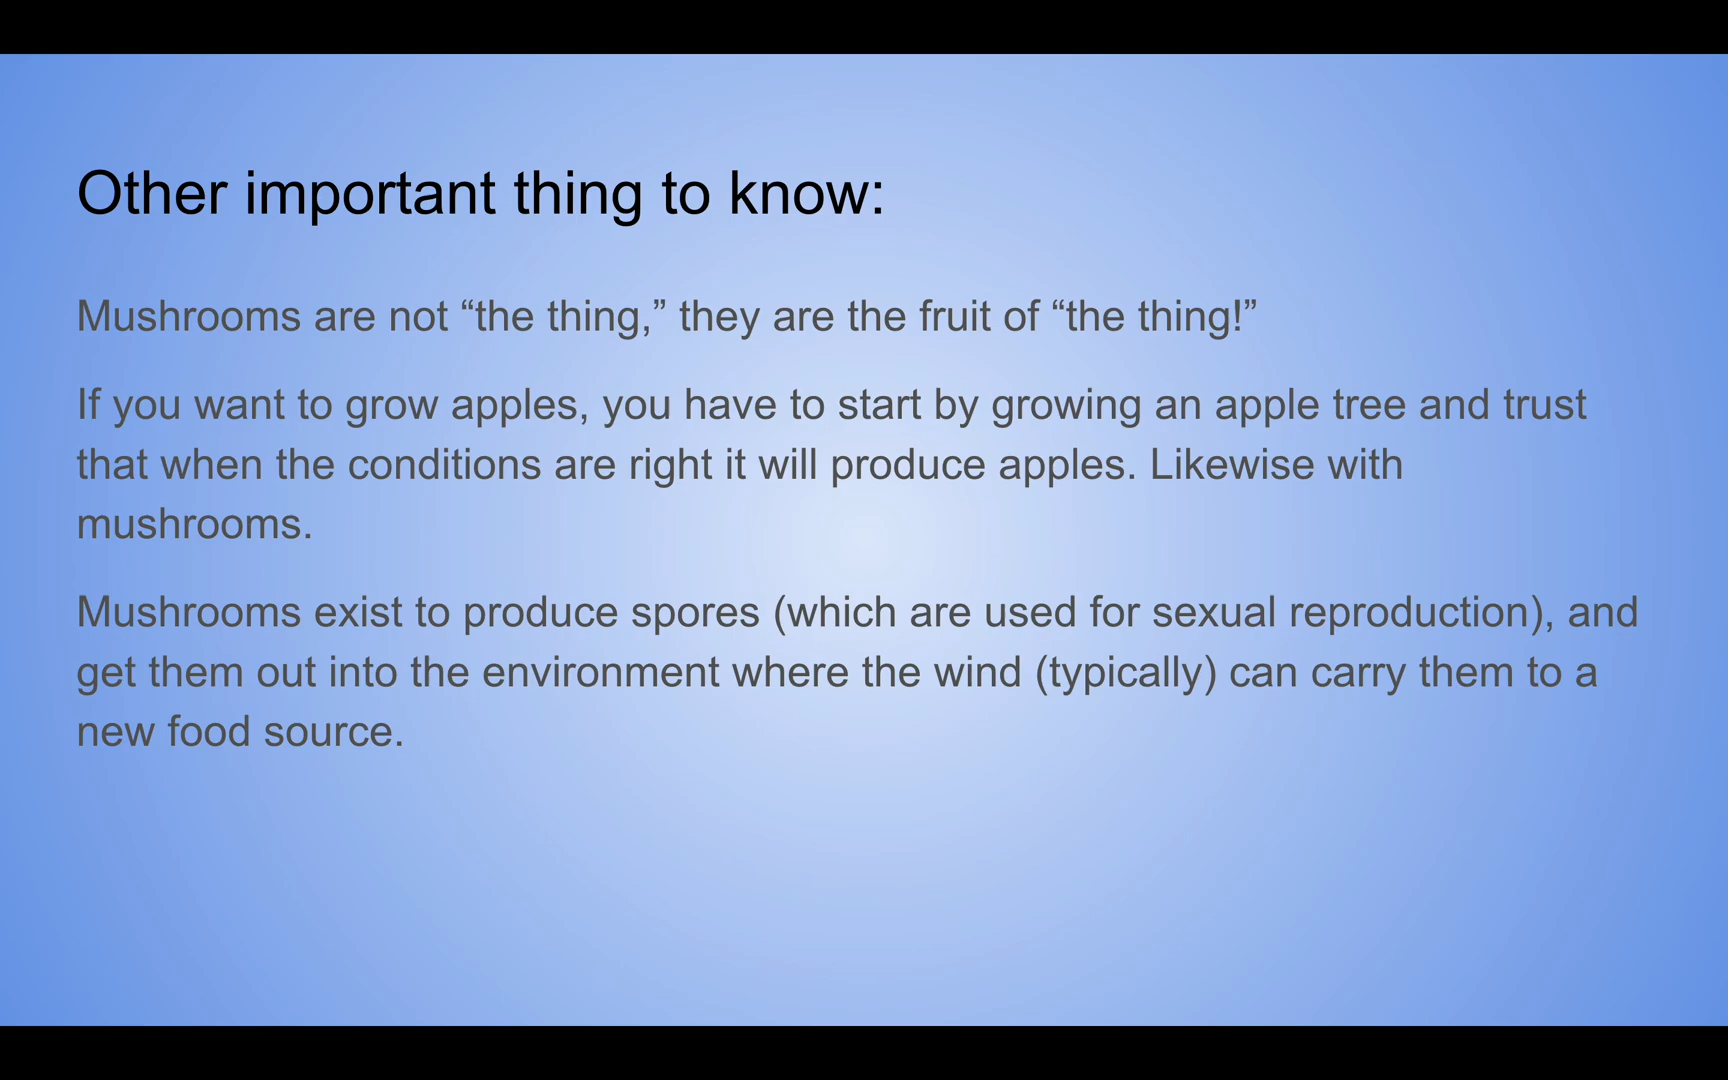 Other important thing to know:
Mushrooms are not “the thing,” they are the fruit of “the thing!”
If you want to grow apples, you have to start by growing an apple tree and trust
that when the conditions are right it will produce apples. Likewise with
mushrooms.
Mushrooms exist to produce spores (which are used for sexual reproduction), and
get them out into the environment where the wind (typically) can carry them to a
new food source.